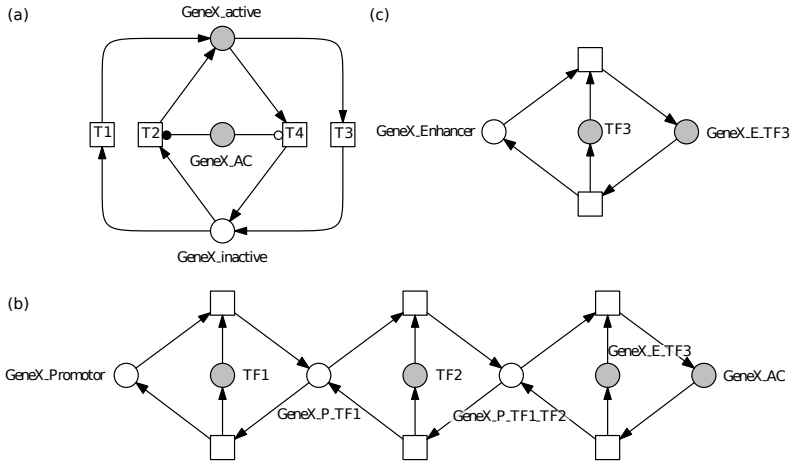 (a)
GeneX_active
T1
T2
T4
T3
GeneX_AC
GeneX_inactive
(c)
GeneX_Enhancer
TF3
GeneX_E_TF3
(b)
GeneX_Promotor
TF1
GeneX_P_TF1
TF2
GeneX_P_TF1_TF2
GeneX_E_TF3
GeneX_AC